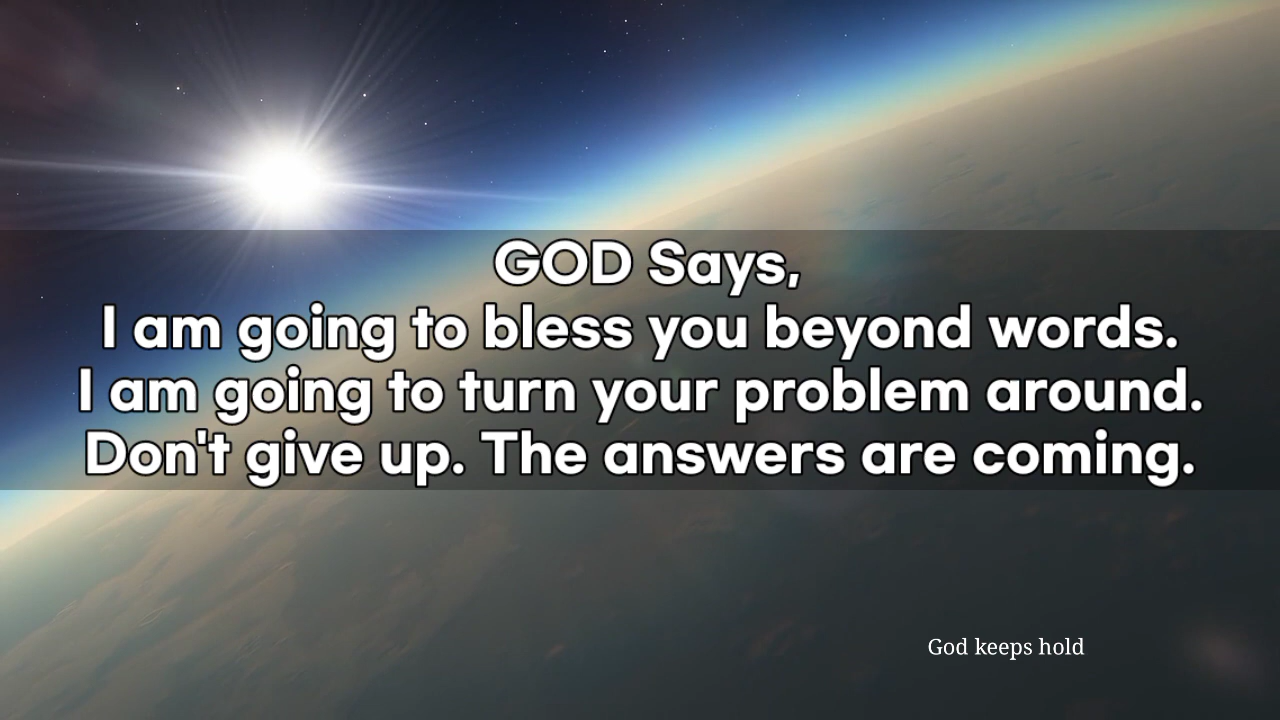 GOD Says,
I am going to bless you beyond words.
I am going to turn your problem around.
Don't give up. The answers are coming.
God keeps hold